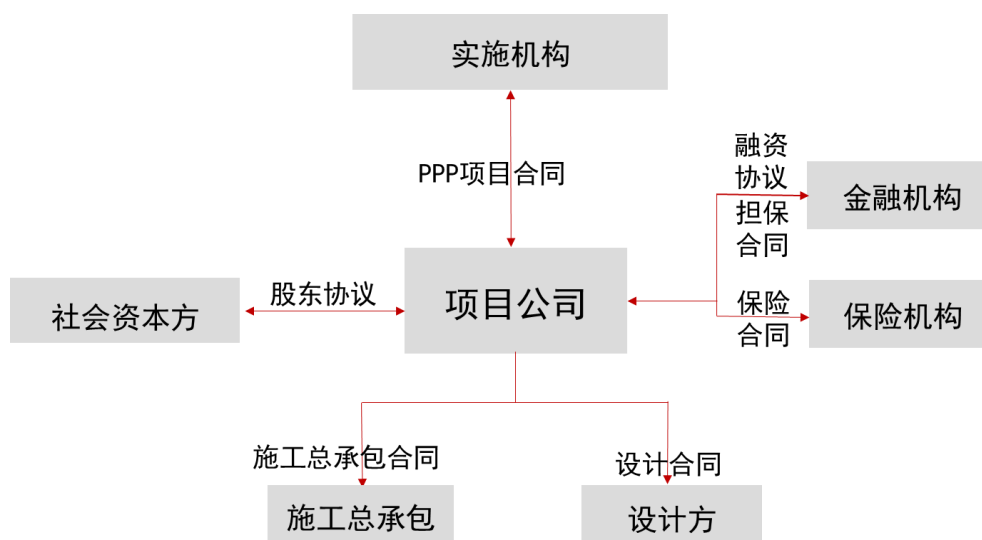 实施机构
PPP项目合同
融资
协议
担保
合同
金融机构
股东协议
项目公司
社会资本方
保险
合同
保险机构
施工总承包合同
设计合同
施工总承包
设计方